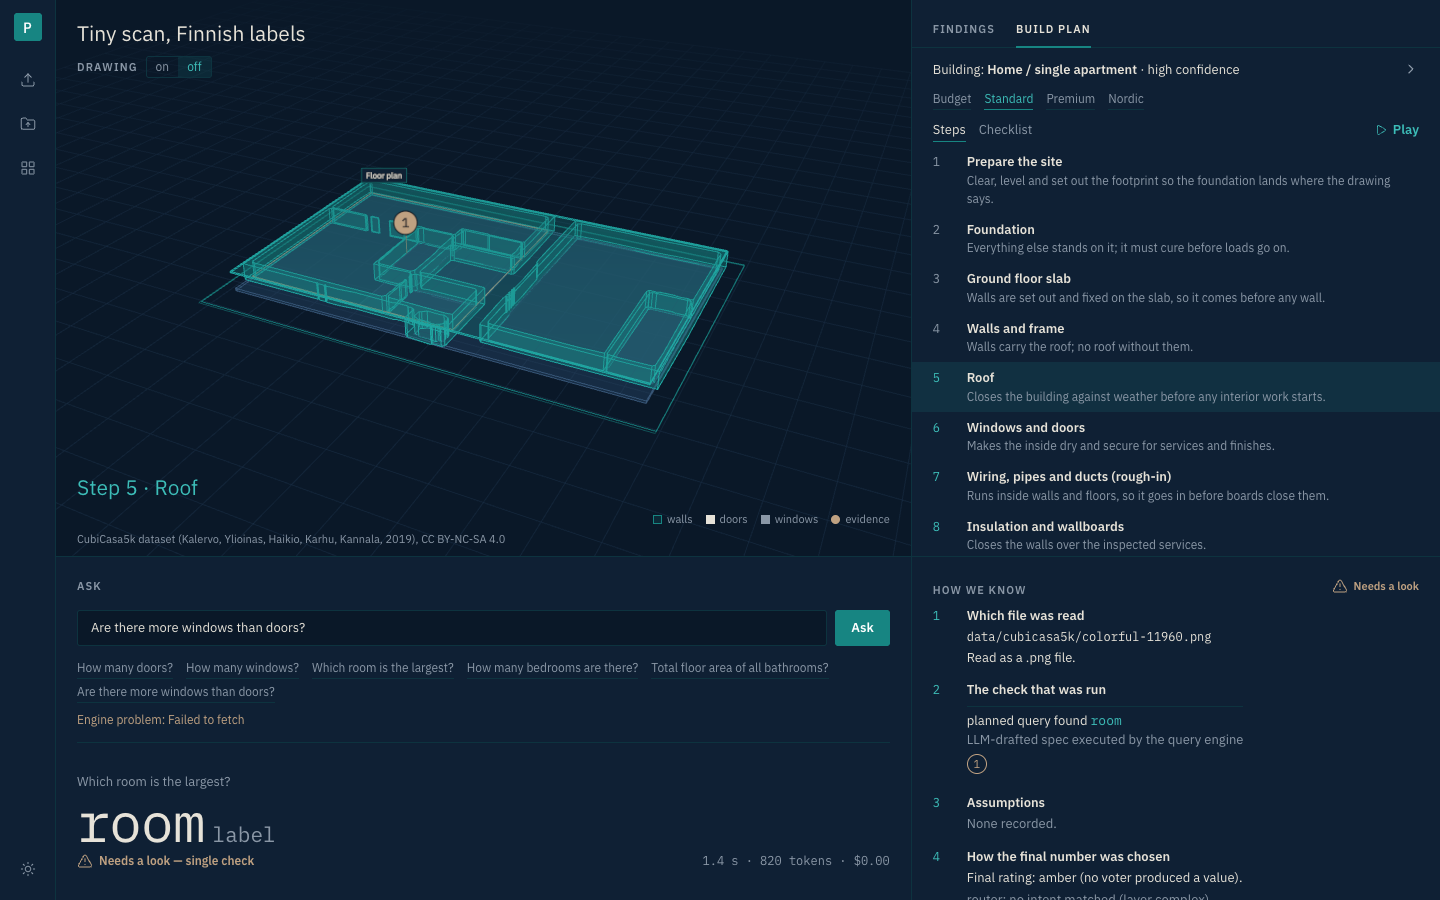 P
Tiny scan, Finnish labels
DRAWING on off
Floor plan
1
Step 5 · Roof
walls doors windows evidence
CubiCasa5k dataset (Kalervo, Ylioinas, Haikio, Karhu, Kannala, 2019), CC BY-NC-SA 4.0
ASK
Are there more windows than doors?
Ask
How many doors? How many windows? Which room is the largest? How many bedrooms are there? Total floor area of all bathrooms?
Are there more windows than doors?
Engine problem: Failed to fetch
Which room is the largest?
room label
Needs a look — single check
1.4 s · 820 tokens · $0.00
FINDINGS BUILD PLAN
Building: Home / single apartment · high confidence
Budget Standard Premium Nordic
Steps Checklist
Play
1 Prepare the site
Clear, level and set out the footprint so the foundation lands where the drawing
says.
2 Foundation
Everything else stands on it; it must cure before loads go on.
3 Ground floor slab
Walls are set out and fixed on the slab, so it comes before any wall.
4 Walls and frame
Walls carry the roof; no roof without them.
5 Roof
Closes the building against weather before any interior work starts.
6 Windows and doors
Makes the inside dry and secure for services and finishes.
7 Wiring, pipes and ducts (rough-in)
Runs inside walls and floors, so it goes in before boards close them.
8 Insulation and wallboards
Closes the walls over the inspected services.
HOW WE KNOW
Needs a look
1 Which file was read
data/cubicasa5k/colorful-11960.png
Read as a .png file.
2 The check that was run
planned query found room
LLM-drafted spec executed by the query engine
1
3 Assumptions
None recorded.
4 How the final number was chosen
Final rating: amber (no voter produced a value).
router: no intent matched (layer complex)